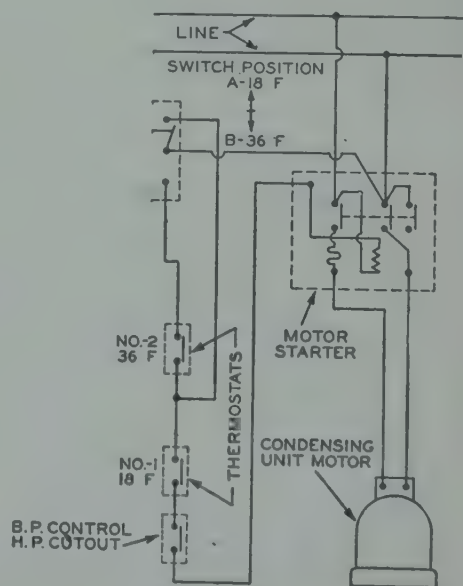 LINE
SWITCH POSITION
A-18 F
B-36 F
NO.-2
36 F
THERMOSTATS
MOTOR
STARTER
NO.-1
18 F
CONDENSING
UNIT MOTOR
B.P. CONTROL
H.P. CUTOUT